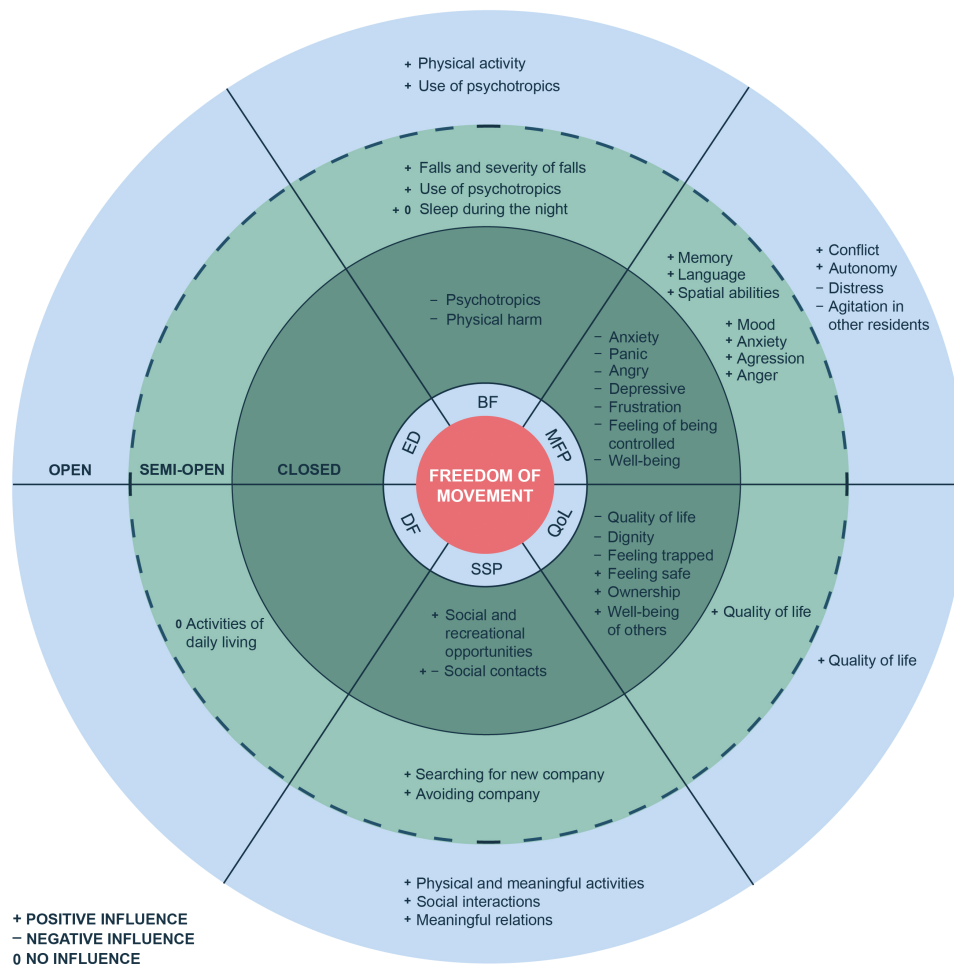 + Physical activity
+ Use of psychotropics
+ Falls and severity of falls
+ Use of psychotropics
+ 0 Sleep during the night
− Psychotropics
− Physical harm
+ Memory
+ Language
+ Spatial abilities
+ Mood
+ Anxiety
+ Agression
+ Anger
+ Conflict
+ Autonomy
− Distress
− Agitation in
other residents
− Anxiety
− Panic
− Angry
− Depressive
− Frustration
− Feeling of being
controlled
− Well-being
OPEN
SEMI-OPEN
CLOSED
BF
ED
MFP
FREEDOM OF
MOVEMENT
DF
QoL
SSP
− Quality of life
− Dignity
− Feeling trapped
+ Feeling safe
+ Ownership
+ Well-being
of others
+ Quality of life
+ Quality of life
+ Social and
recreational
opportunities
+ − Social contacts
0 Activities of
daily living
+ Searching for new company
+ Avoiding company
+ Physical and meaningful activities
+ Social interactions
+ Meaningful relations
+ POSITIVE INFLUENCE
− NEGATIVE INFLUENCE
0 NO INFLUENCE